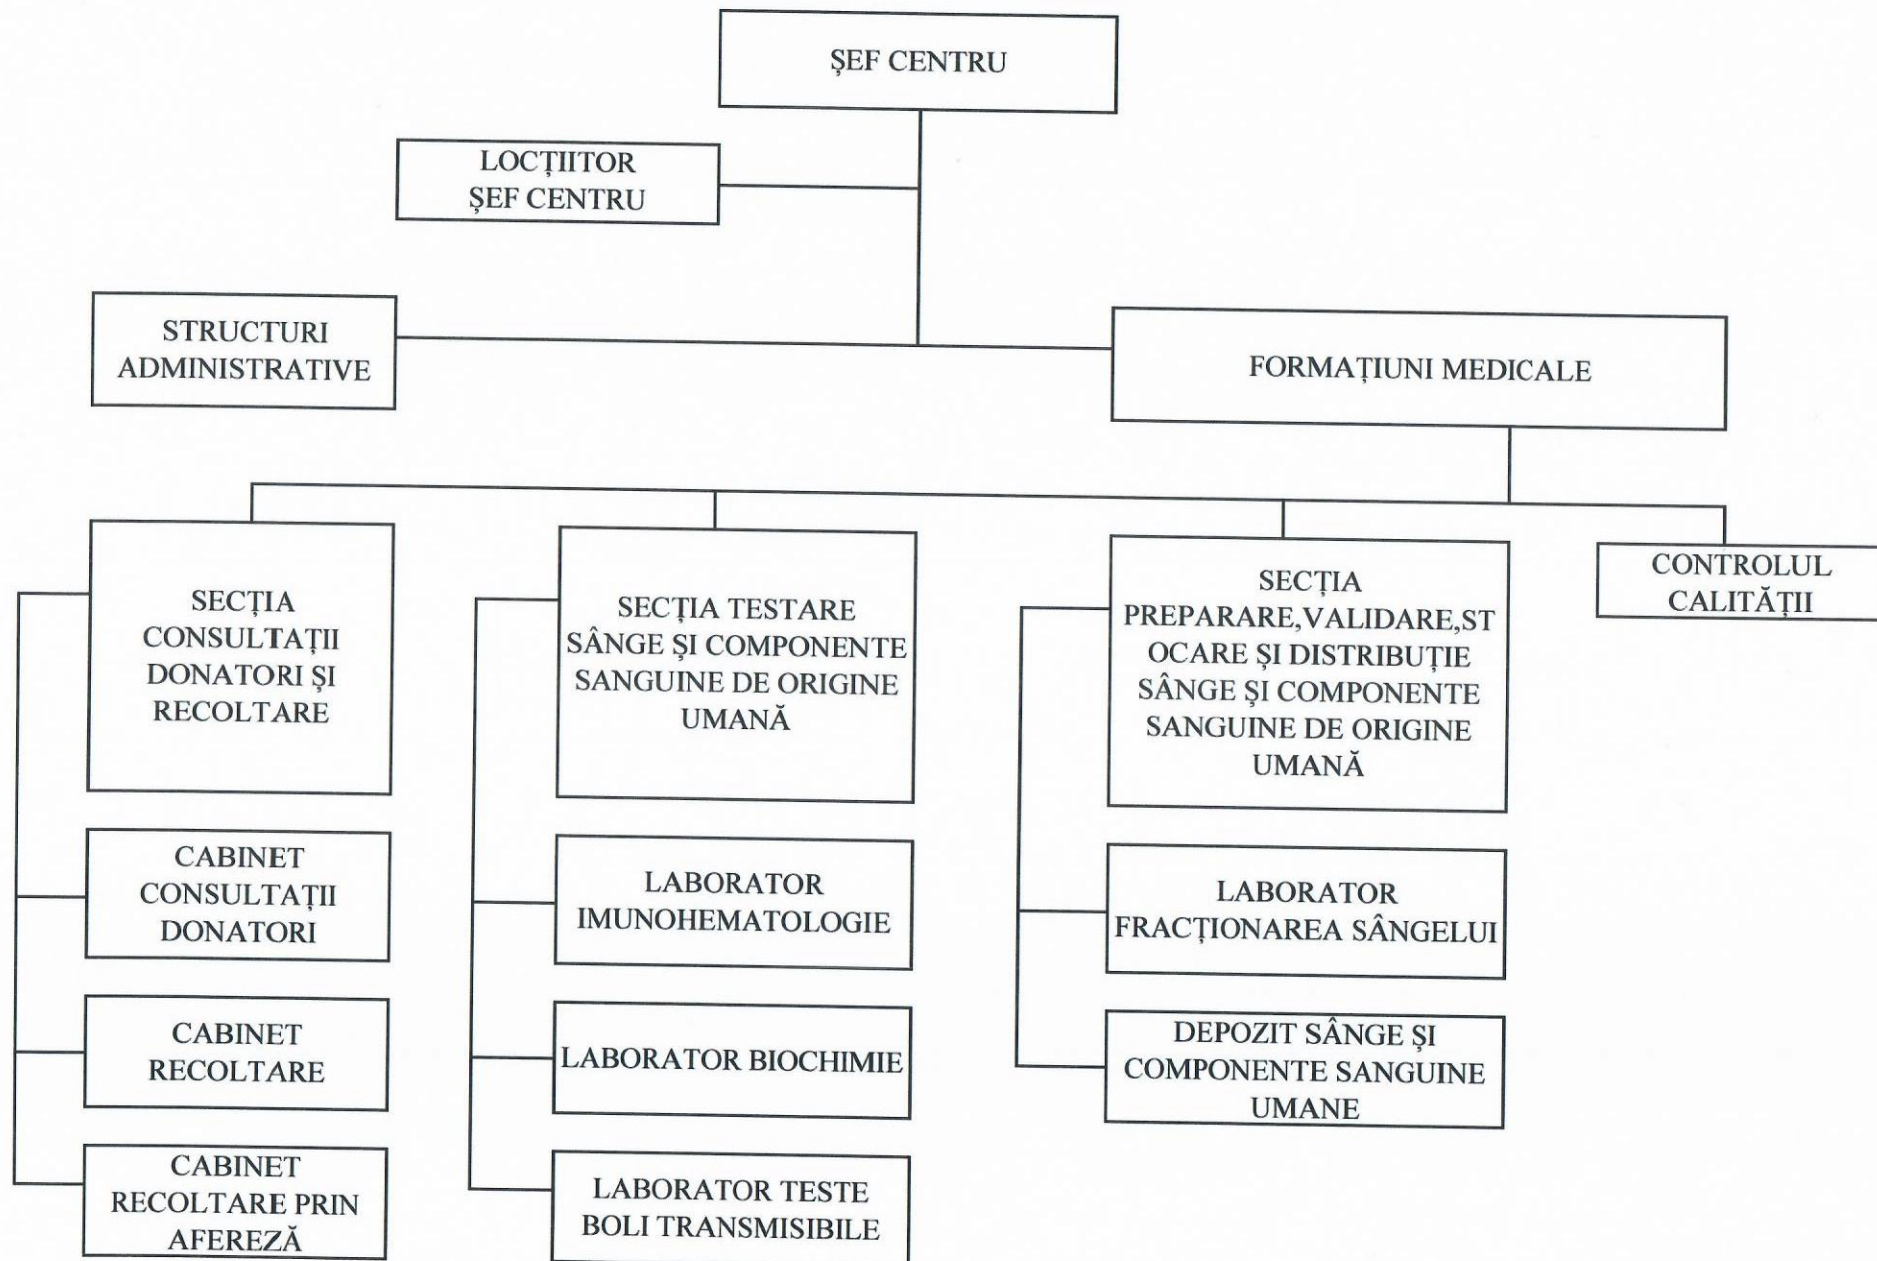 ȘEF CENTRU
LOCȚIITOR
ȘEF CENTRU
STRUCTURI
ADMINISTRATIVE
FORMAȚIUNI MEDICALE
SECȚIA
CONSULTAȚII
DONATORI ȘI
RECOLTARE
SECȚIA TESTARE
SÂNGE ȘI COMPONENTE
SANGUINE DE ORIGINE
UMANĂ
SECȚIA
PREPARARE,VALIDARE,ST
OCARE ȘI DISTRIBUȚIE
SÂNGE ȘI COMPONENTE
SANGUINE DE ORIGINE
UMANĂ
CONTROLUL
CALITĂȚII
CABINET
CONSULTAȚII
DONATORI
LABORATOR
IMUNOHEMATOLOGIE
LABORATOR
FRACȚIONAREA SÂNGELUI
CABINET
RECOLTARE
LABORATOR BIOCHIMIE
DEPOZIT SÂNGE ȘI
COMPONENTE SANGUINE
UMANE
CABINET
RECOLTARE PRIN
AFEREZĂ
LABORATOR TESTE
BOLI TRANSMISIBILE